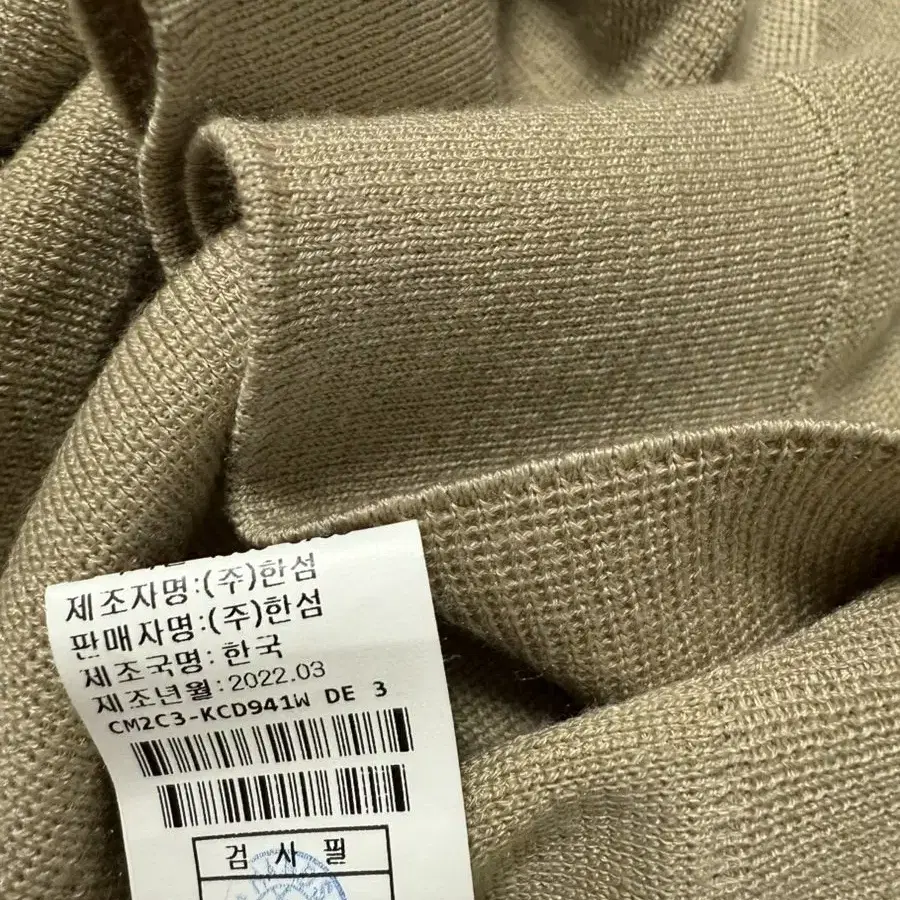 제조자명:(주)한섬
판매자명:(주)한섬
제조국명: 한국
제조년월:2022.03
CM2C3-KCD941W DE 3
검 사 필